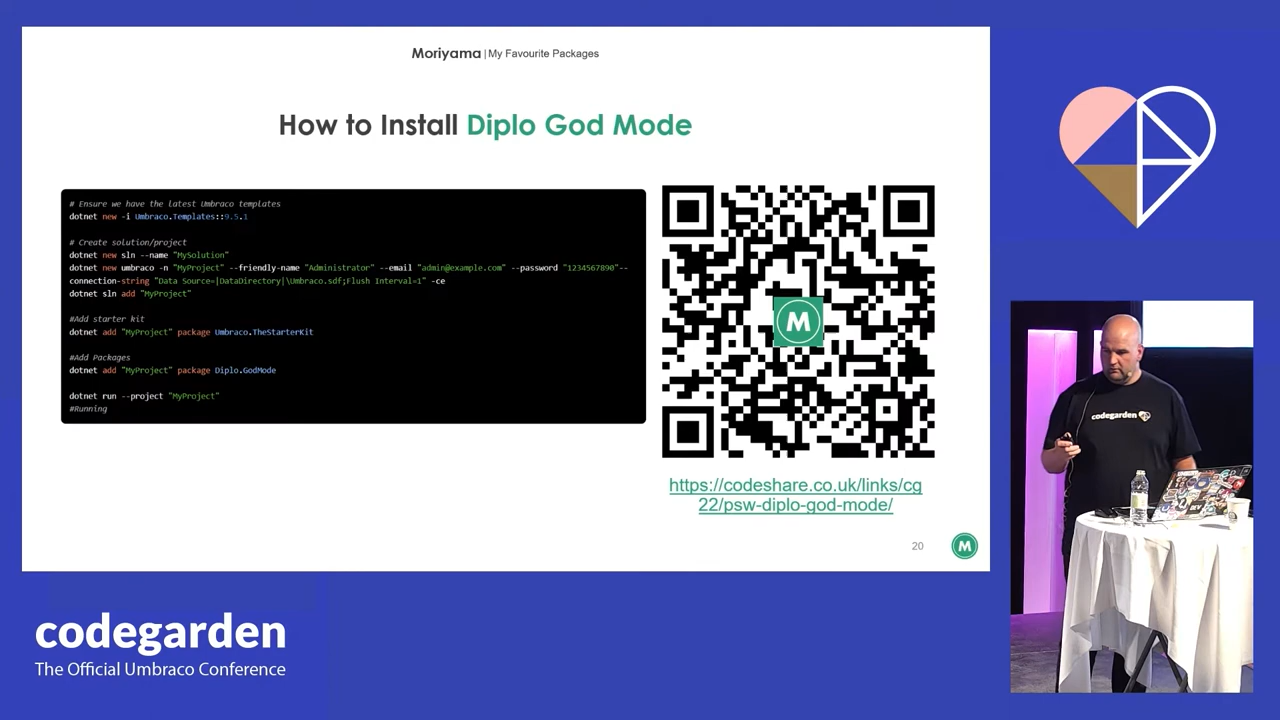 Moriyama | My Favourite Packages
How to Install Diplo God Mode
# Ensure we have the latest Umbraco templates
dotnet new -i Umbraco.Templates::9.5.1
# Create solution/project
dotnet new sln --name "MySolution"
dotnet new umbraco -n "MyProject" --friendly-name "Administrator" --email "admin@example.com" --password "1234567890"--
connection-string "Data Source=|DataDirectory|\Umbraco.sdf;Flush Interval=1" -ce
dotnet sln add "MyProject"
#Add starter kit
dotnet add "MyProject" package Umbraco.TheStarterKit
#Add Packages
dotnet add "MyProject" package Diplo.GodMode
dotnet run --project "MyProject"
#Running
M
https://codeshare.co.uk/links/cg
22/psw-diplo-god-mode/
20
M
codegarden
codegarden
The Official Umbraco Conference